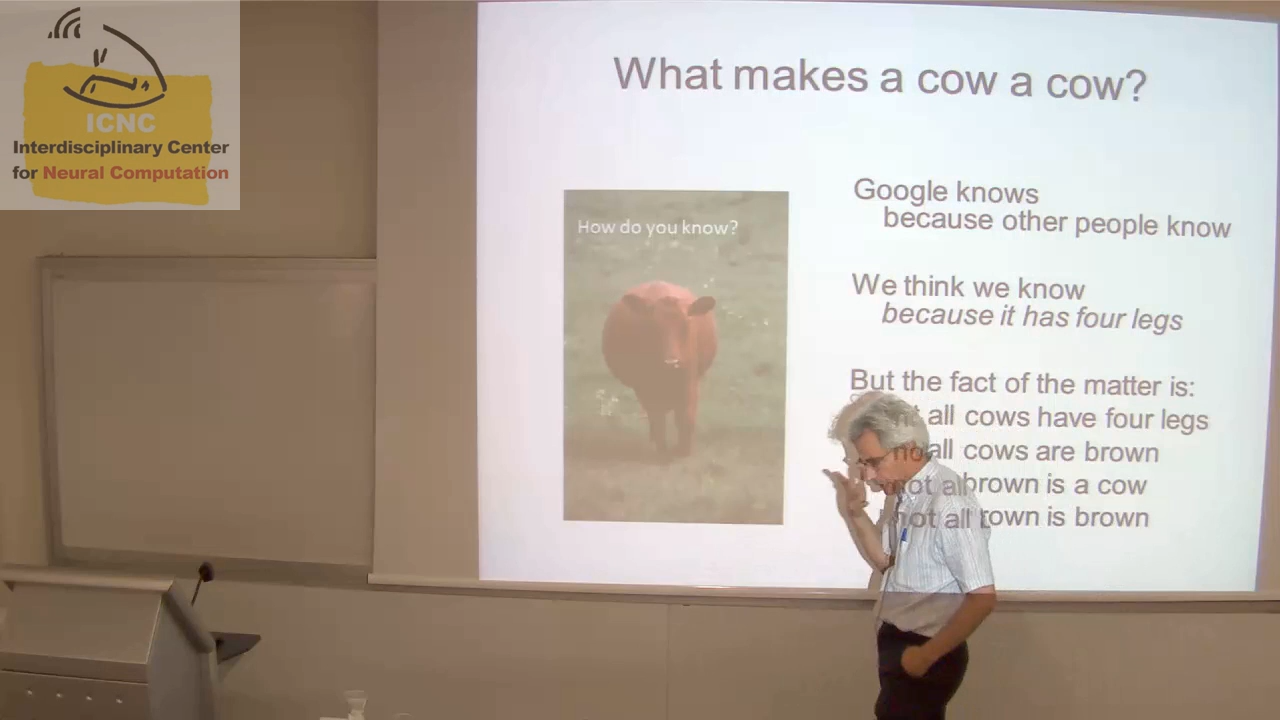 ICNC
Interdisciplinary Center
for Neural Computation
What makes a cow a cow?
How do you know?
Google knows
because other people know
We think we know
because it has four legs
But the fact of the matter is:
all cows have four legs
not all cows are brown
not all brown is a cow
not all brown is brown